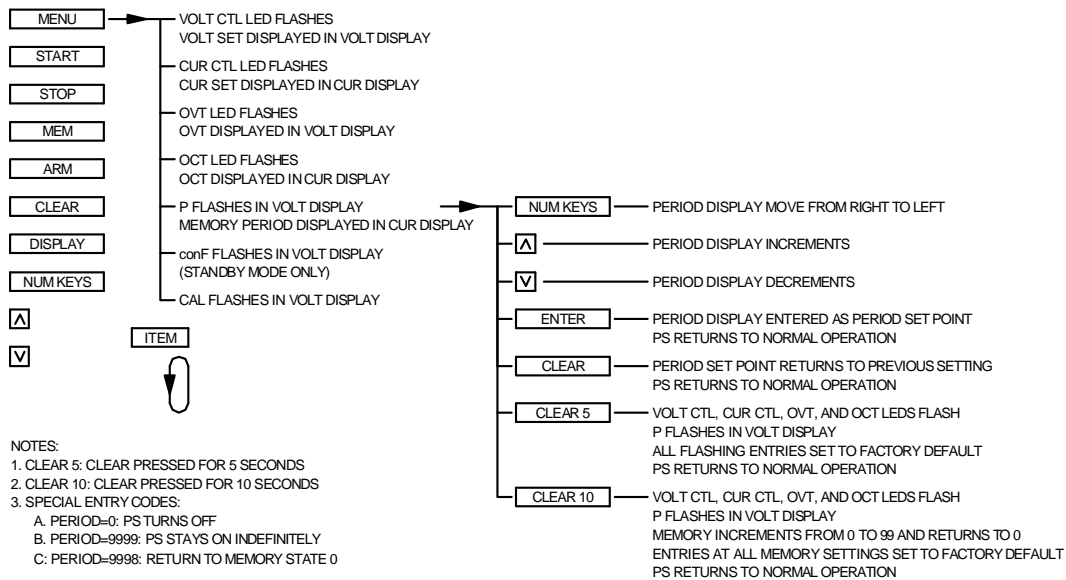 MENU
START
STOP
MEM
ARM
CLEAR
DISPLAY
NUM KEYS
ITEM
VOLT CTL LED FLASHES
VOLT SET DISPLAYED IN VOLT DISPLAY
CUR CTL LED FLASHES
CUR SET DISPLAYED IN CUR DISPLAY
OVT LED FLASHES
OVT DISPLAYED IN VOLT DISPLAY
OCT LED FLASHES
OCT DISPLAYED IN CUR DISPLAY
P FLASHES IN VOLT DISPLAY
MEMORY PERIOD DISPLAYED IN CUR DISPLAY
conF FLASHES IN VOLT DISPLAY
(STANDBY MODE ONLY)
CAL FLASHES IN VOLT DISPLAY
NUM KEYS
PERIOD DISPLAY MOVE FROM RIGHT TO LEFT
PERIOD DISPLAY INCREMENTS
PERIOD DISPLAY DECREMENTS
ENTER
PERIOD DISPLAY ENTERED AS PERIOD SET POINT
PS RETURNS TO NORMAL OPERATION
CLEAR
PERIOD SET POINT RETURNS TO PREVIOUS SETTING
PS RETURNS TO NORMAL OPERATION
CLEAR 5
VOLT CTL, CUR CTL, OVT, AND OCT LEDS FLASH
P FLASHES IN VOLT DISPLAY
ALL FLASHING ENTRIES SET TO FACTORY DEFAULT
PS RETURNS TO NORMAL OPERATION
CLEAR 10
VOLT CTL, CUR CTL, OVT, AND OCT LEDS FLASH
P FLASHES IN VOLT DISPLAY
MEMORY INCREMENTS FROM 0 TO 99 AND RETURNS TO 0
ENTRIES AT ALL MEMORY SETTINGS SET TO FACTORY DEFAULT
PS RETURNS TO NORMAL OPERATION
NOTES:
1. CLEAR 5: CLEAR PRESSED FOR 5 SECONDS
2. CLEAR 10: CLEAR PRESSED FOR 10 SECONDS
3. SPECIAL ENTRY CODES:
A. PERIOD=0: PS TURNS OFF
B. PERIOD=9999: PS STAYS ON INDEFINITELY
C: PERIOD=9998: RETURN TO MEMORY STATE 0